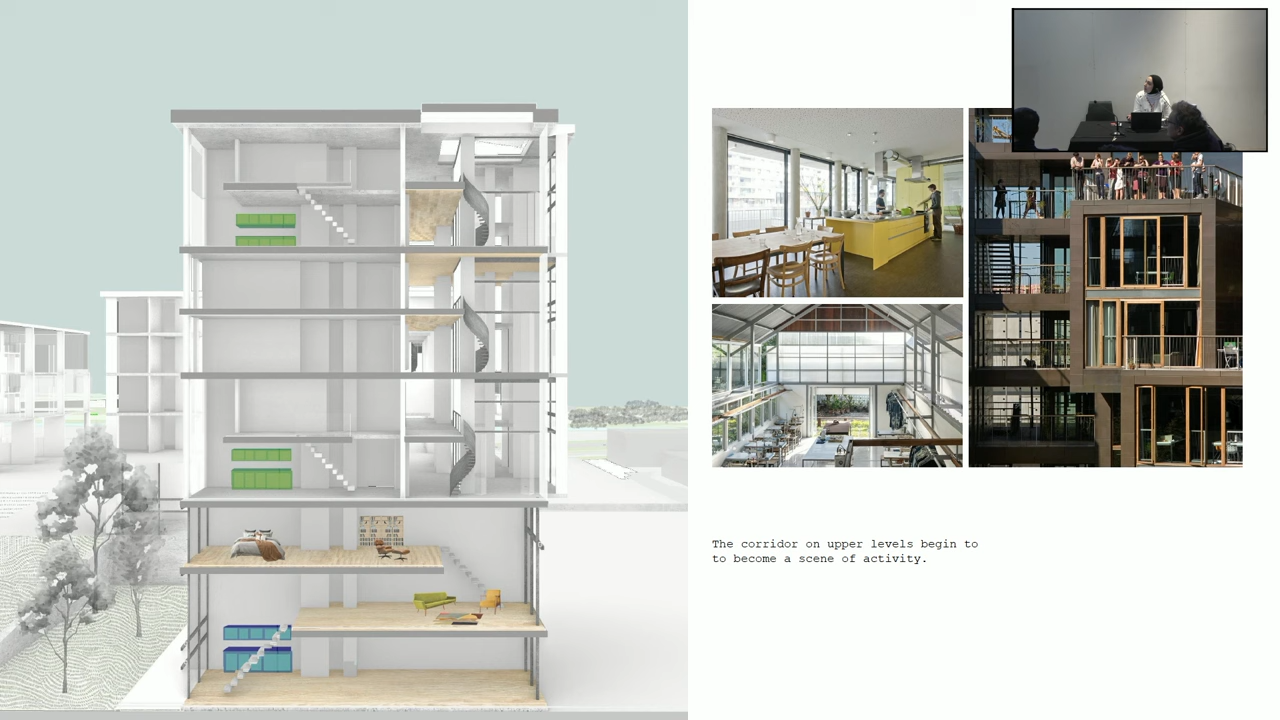 The corridor on upper levels begin to
to become a scene of activity.